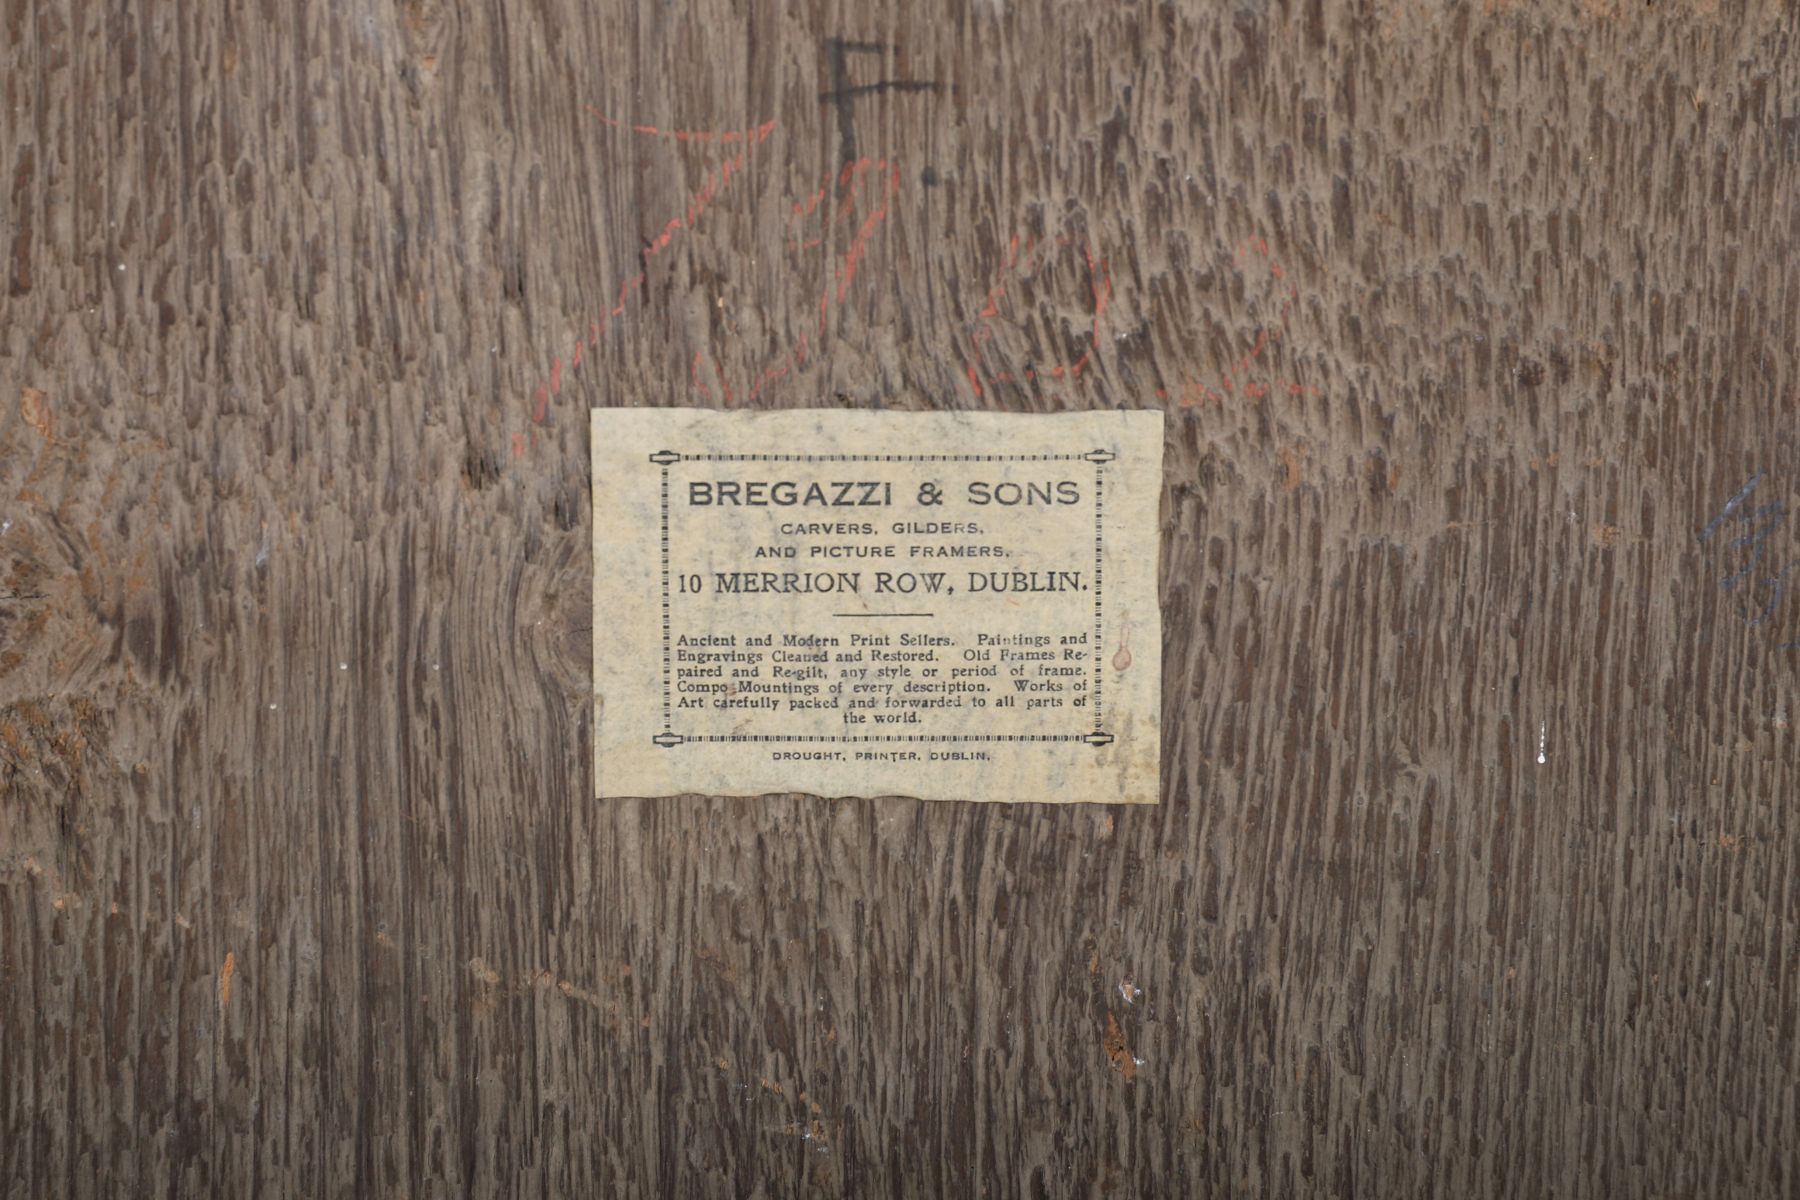 F.
BREGAZZI & SONS
CARVERS, GILDERS,
AND PICTURE FRAMERS,
10 MERRION ROW, DUBLIN.
Ancient and Modern Print Sellers. Paintings and
Engravings Cleaned and Restored. Old Frames Re-
paired and Re-gilt, any style or period of frame.
Compo Mountings of every description. Works of
Art carefully packed and forwarded to all parts of
the world.
DROUGHT, PRINTER, DUBLIN.